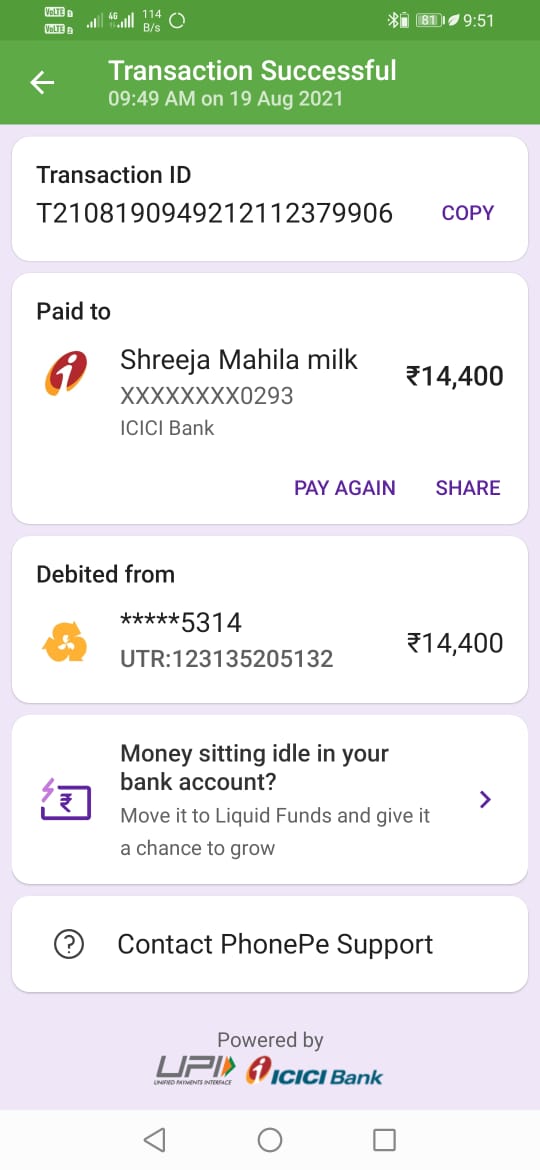 VoLTE 1
VoLTE 2
4G
114
B/s
81
9:51
Transaction Successful
09:49 AM on 19 Aug 2021
Transaction ID
T2108190949212112379906
COPY
Paid to
Shreeja Mahila milk
₹14,400
XXXXXXXX0293
ICICI Bank
PAY AGAIN
SHARE
Debited from
*****5314
₹14,400
UTR:123135205132
Money sitting idle in your
bank account?
Move it to Liquid Funds and give it
a chance to grow
Contact PhonePe Support
Powered by
UPI
UNIFIED PAYMENTS INTERFACE
ICICI Bank